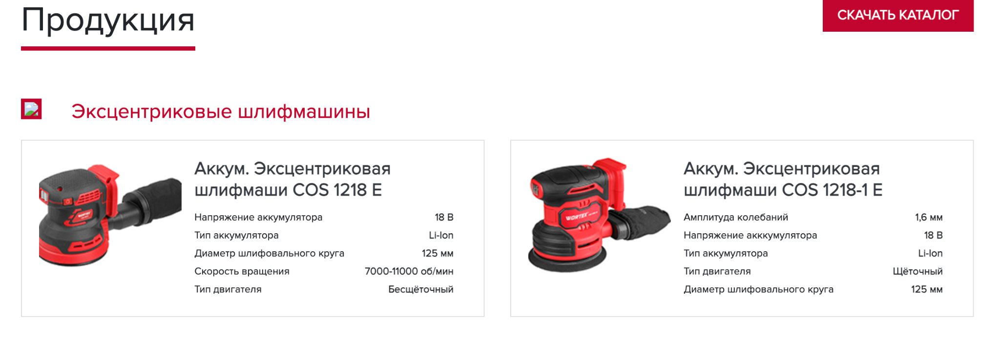 Продукция
СКАЧАТЬ КАТАЛОГ
Эксцентриковые шлифмашины
Аккум. Эксцентриковая
шлифмаши COS 1218 E
Напряжение аккумулятора 18 В
Тип аккумулятора Li-Ion
Диаметр шлифовального круга 125 мм
Скорость вращения 7000-11000 об/мин
Тип двигателя Бесщёточный
WORTEX
Аккум. Эксцентриковая
шлифмаши COS 1218-1 E
Амплитуда колебаний 1,6 мм
Напряжение акккумулятора 18 В
Тип аккумулятора Li-Ion
Тип двигателя Щёточный
Диаметр шлифовального круга 125 мм
WORTEX